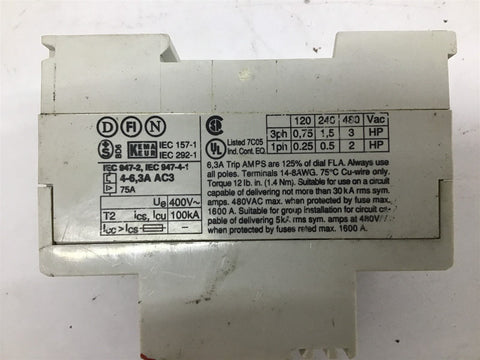 D FI N
S B06 KEMA KEUR IEC 157-1
IEC 292-1
IEC 947-2, IEC 947-4-1
4-6,3A AC3
75A
Ue 400V~
T2 Ics, Icu 100kA
Icc > Ics –
UL Listed 7C05
Ind. Cont. EQ.
120 240 480 Vac
3ph 0,75 1,5 3 HP
1ph 0.25 0.5 2 HP
6,3A Trip AMPS are 125% of dial FLA. Always use
all poles. Terminals 14-8AWG. 75°C Cu-wire only.
Torque 12 lb. in. (1.4 Nm). Suitable for use on a circuit
capable of delivering not more than 30 kA rms sym.
amps. 480VAC max. when protected by fuse max.
1600 A. Suitable for group installation for circuit ca-
pable of delivering 5kA rms sym. amps at 480V
when protected by fuses rated max. 1600 A.